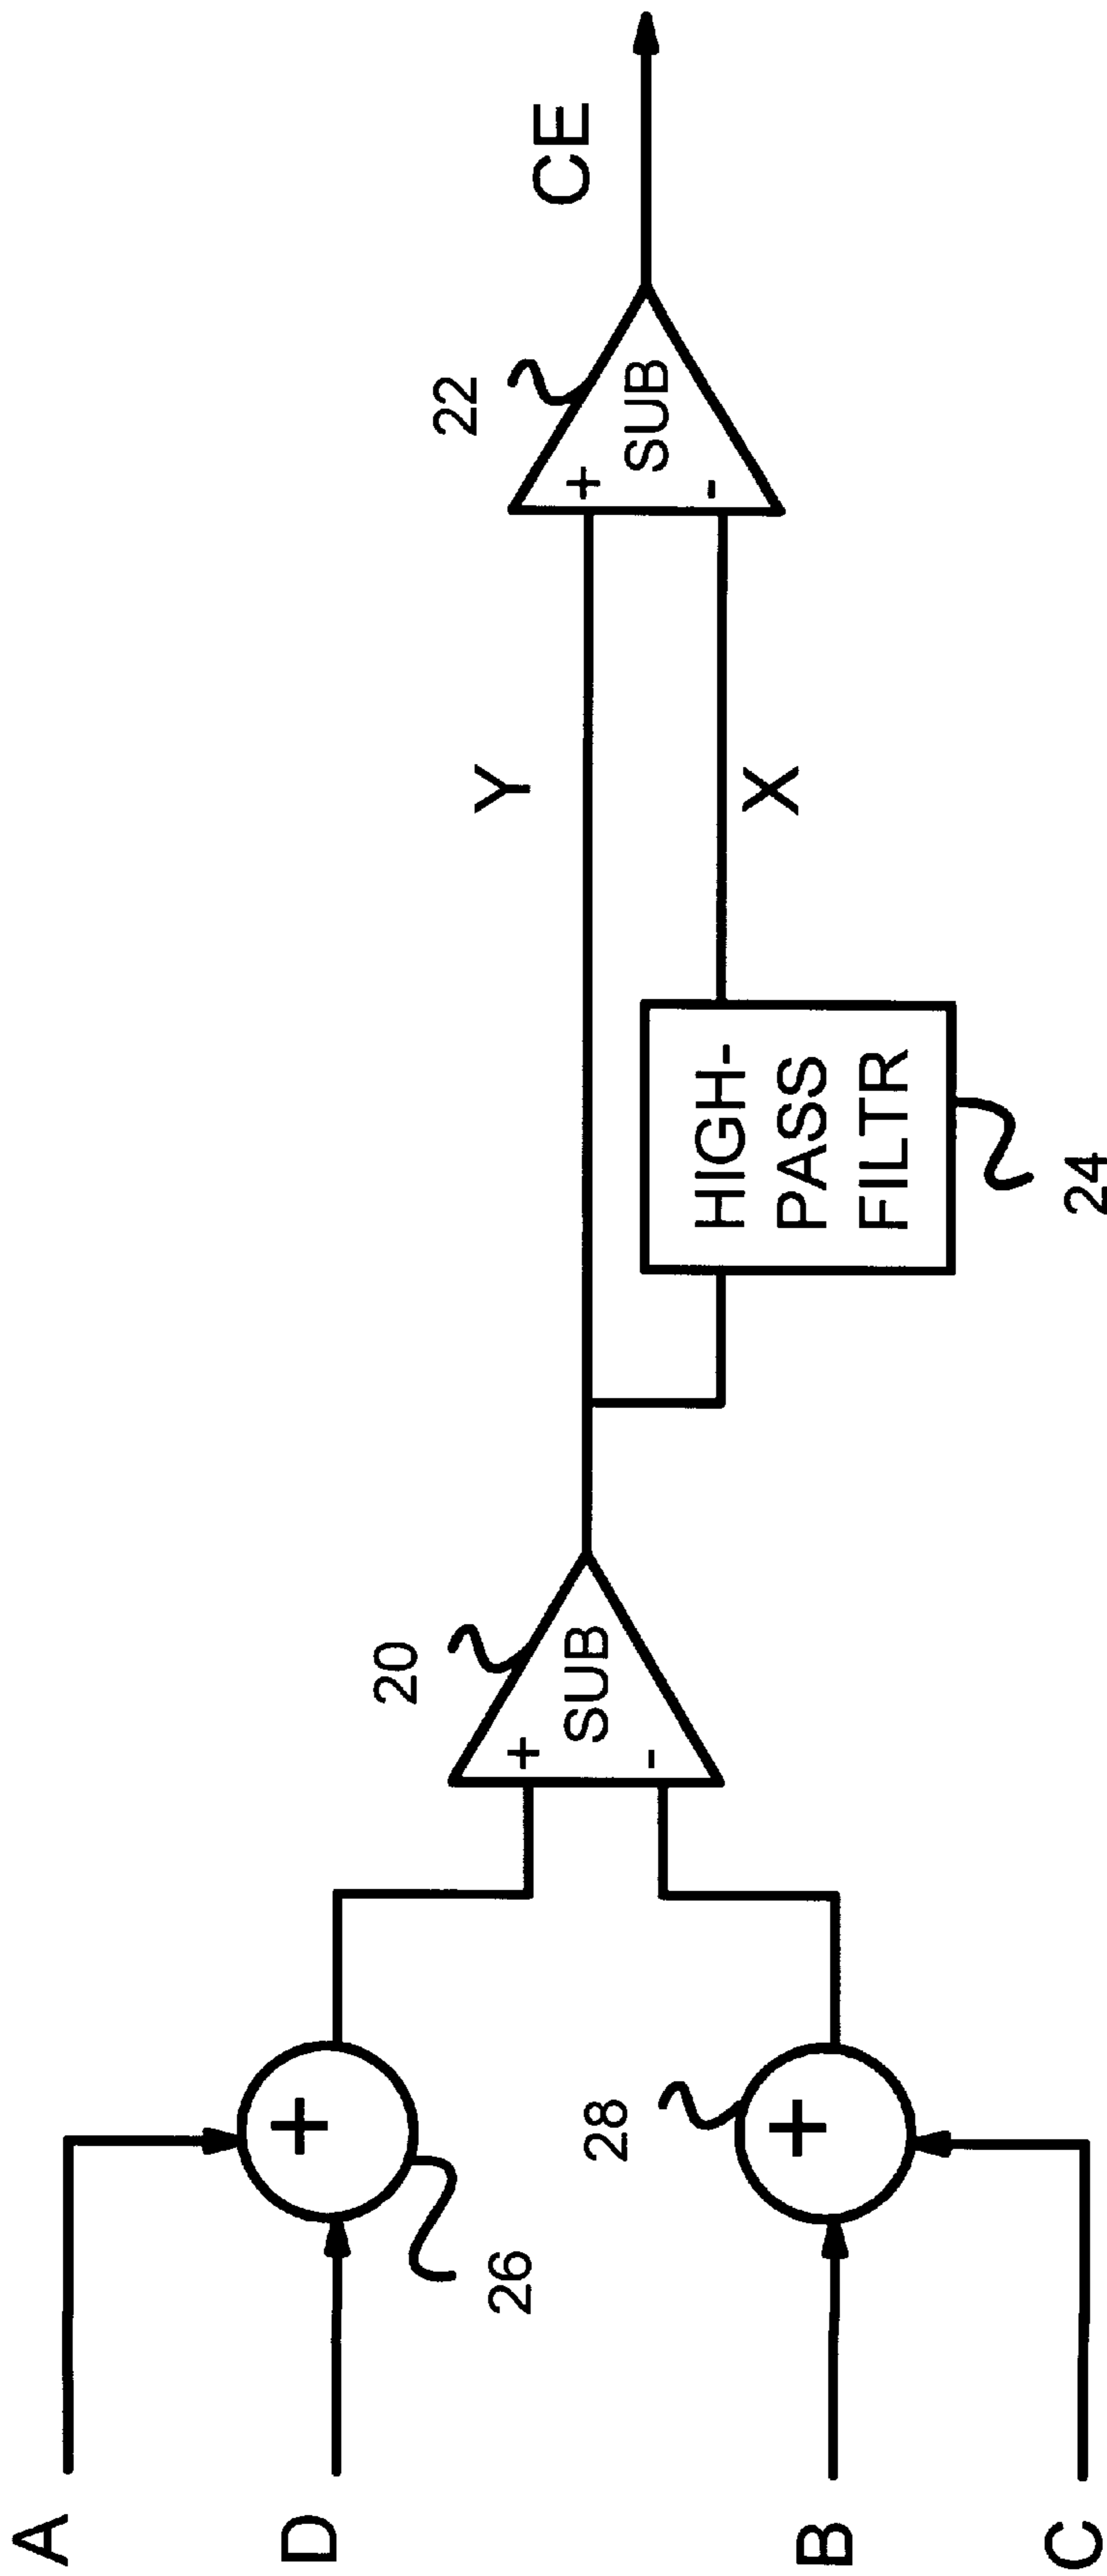 A
D
B
C
+
26
+
28
+
-
SUB
20
Y
HIGH-
PASS
FILTR
24
X
+
-
SUB
22
CE